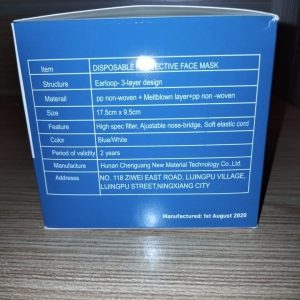 Item DISPOSABLE PROTECTIVE FACE MASK
Structure Earloop- 3-layer design
Materail pp non-woven + Meltblown layer+pp non -woven
Size 17.5cm x 9.5cm
Feature High spec filter, Ajustable nose-bridge, Soft elastic cord
Color Blue/White
Period of validity 2 years
Manufacture Hunan Chenguang New Material Technology Co.,Ltd.
Addreses NO, 118 ZIWEI EAST ROAD, LIJINGPU VILLAGE,
LIJINGPU STREET,NINGXIANG CITY
Manufactured: 1st August 2020